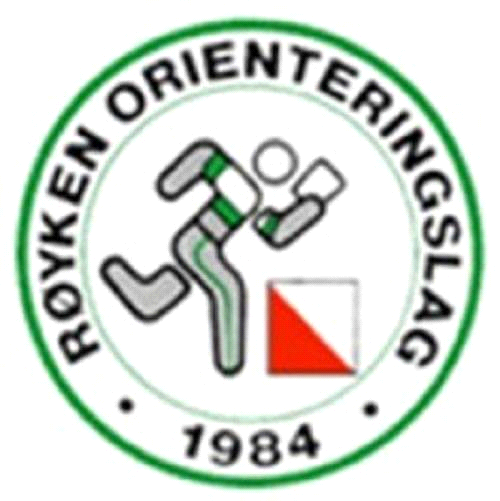 RØYKEN ORIENTERINGSLAG
• 1984 •